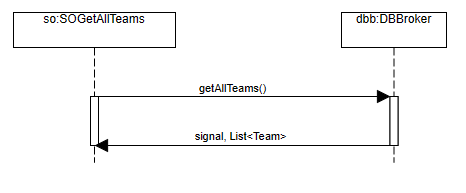 so:SOGetAllTeams
dbb:DBBroker
getAllTeams()
signal, List<Team>